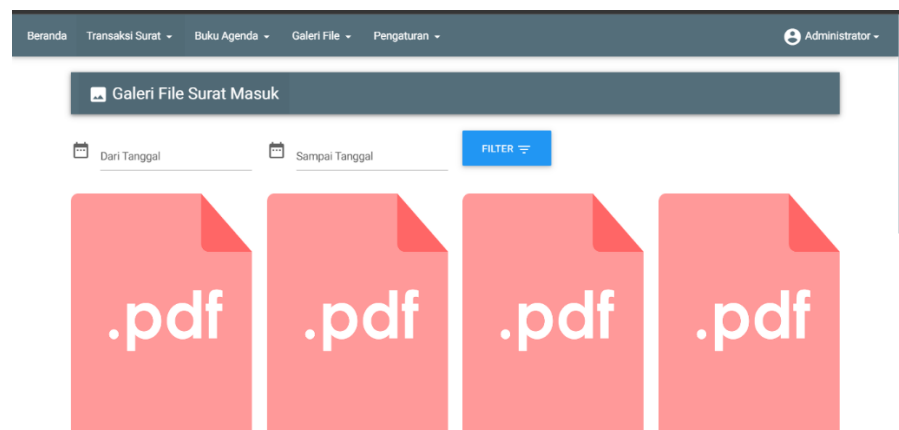 Beranda Transaksi Surat Buku Agenda Galeri File Pengaturan Administrator
Galeri File Surat Masuk
Dari Tanggal Sampai Tanggal FILTER
.pdf .pdf .pdf .pdf